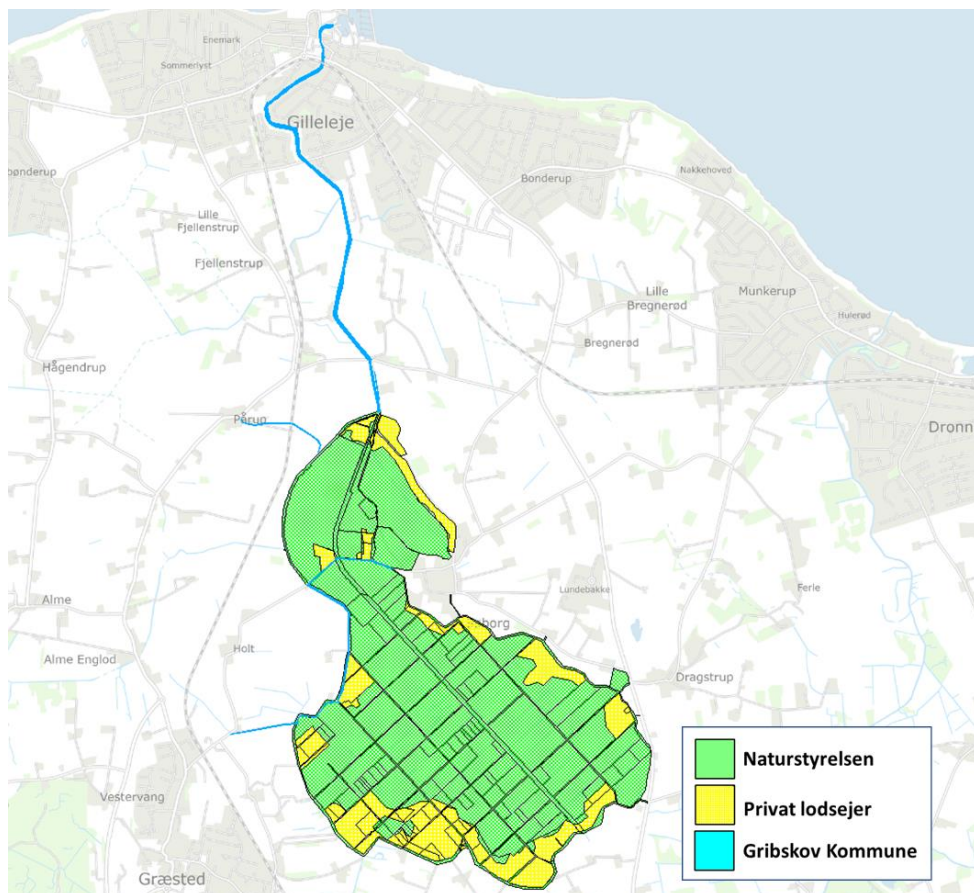 Enemark
Sommerlyst
Gilleleje
Bonderup
Nakkehoved
Lille
Fjellenstrup
Fjellenstrup
Lille
Bregnerød
Munkerup
Hulerød
Bregnerød
Hågendrup
Pårup
Dronn
Lundebakke
Ferle
Alme
Holt
Alme Englod
Dragstrup
Naturstyrelsen
Vestervang
Privat lodsejer
Gribskov Kommune
Græsted